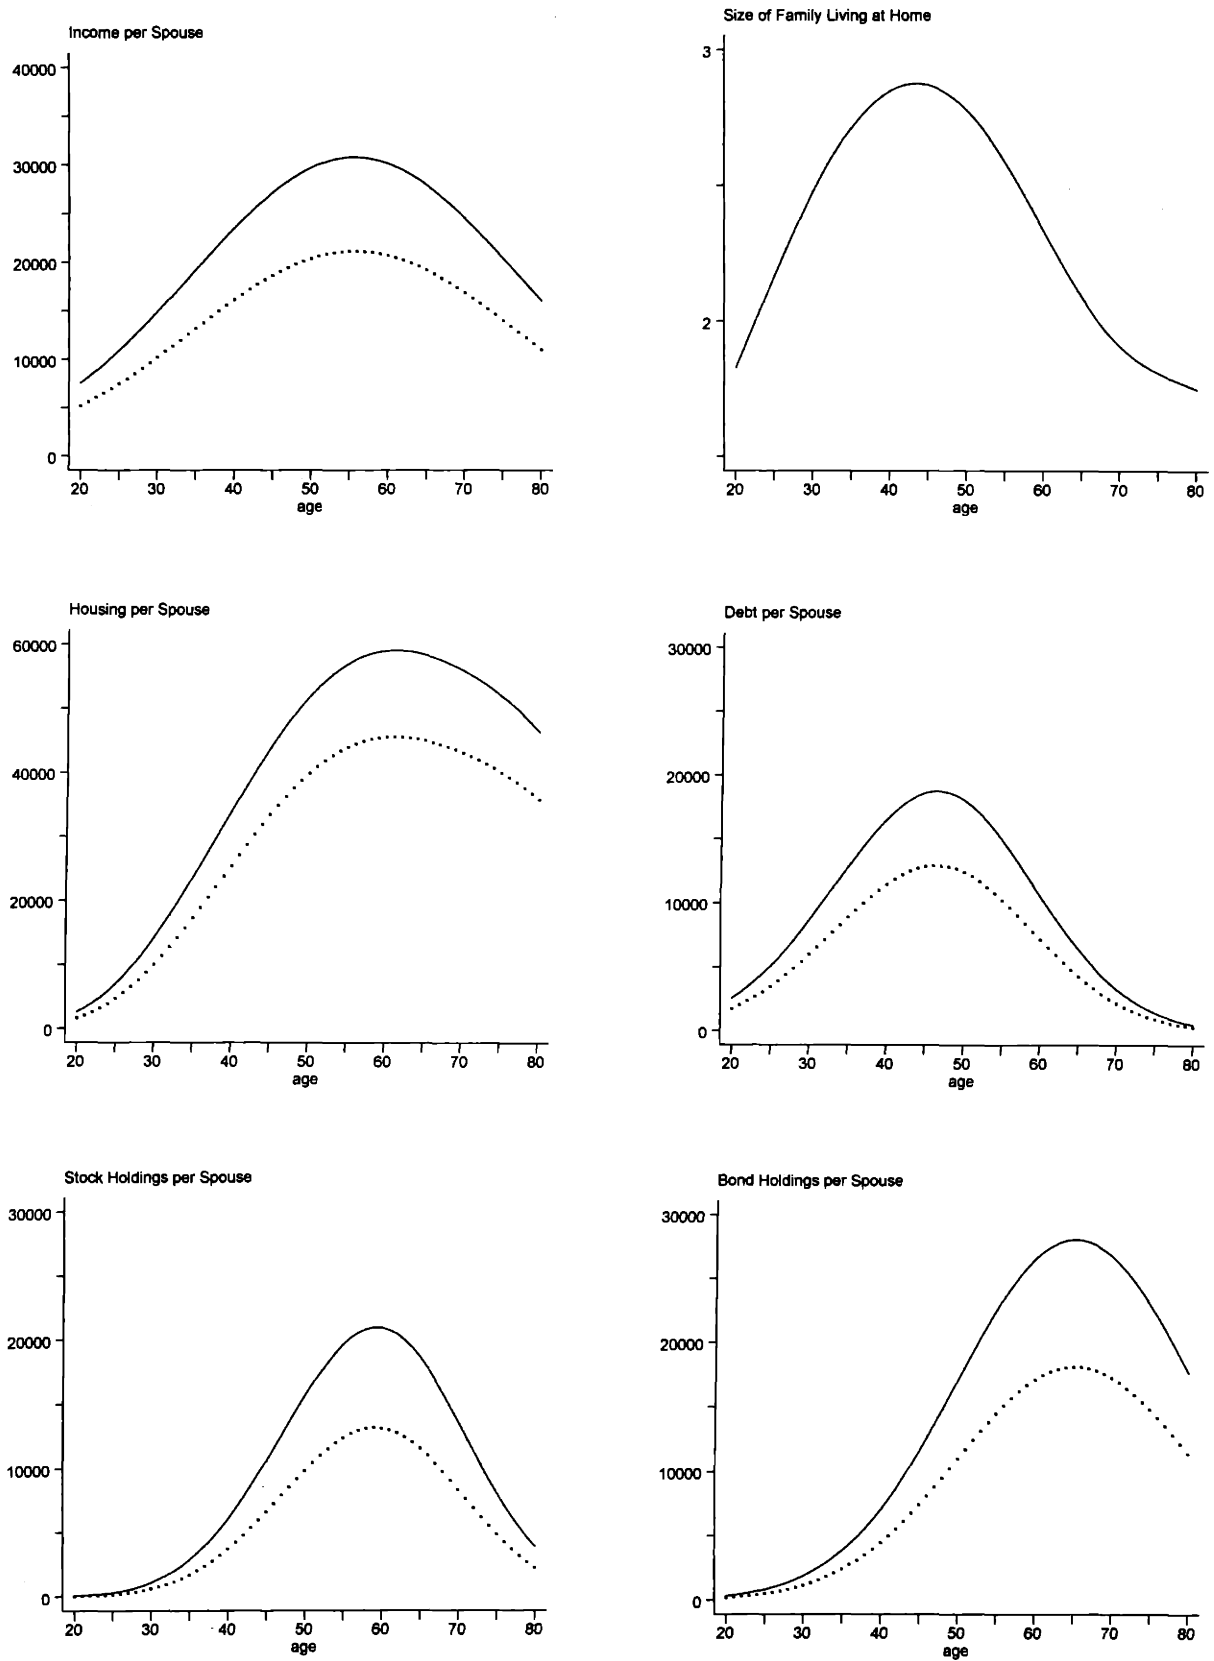 Income per Spouse
40000
30000
20000
10000
0
20 30 40 50 60 70 80
age
Size of Family Living at Home
3
2
20 30 40 50 60 70 80
age
Housing per Spouse
60000
40000
20000
0
20 30 40 50 60 70 80
age
Debt per Spouse
30000
20000
10000
0
20 30 40 50 60 70 80
age
Stock Holdings per Spouse
30000
20000
10000
0
20 30 40 50 60 70 80
age
Bond Holdings per Spouse
30000
20000
10000
0
20 30 40 50 60 70 80
age